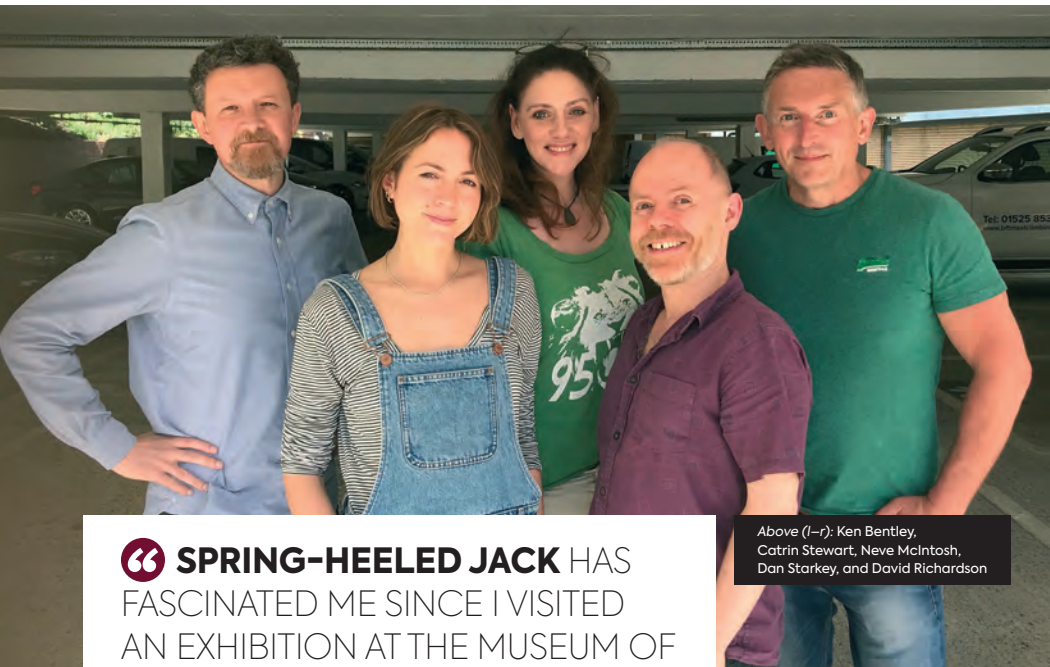 Tel: 01525
95
“ SPRING-HEELED JACK HAS
FASCINATED ME SINCE I VISITED
AN EXHIBITION AT THE MUSEUM OF
Above (l–r): Ken Bentley,
Catrin Stewart, Neve McIntosh,
Dan Starkey, and David Richardson